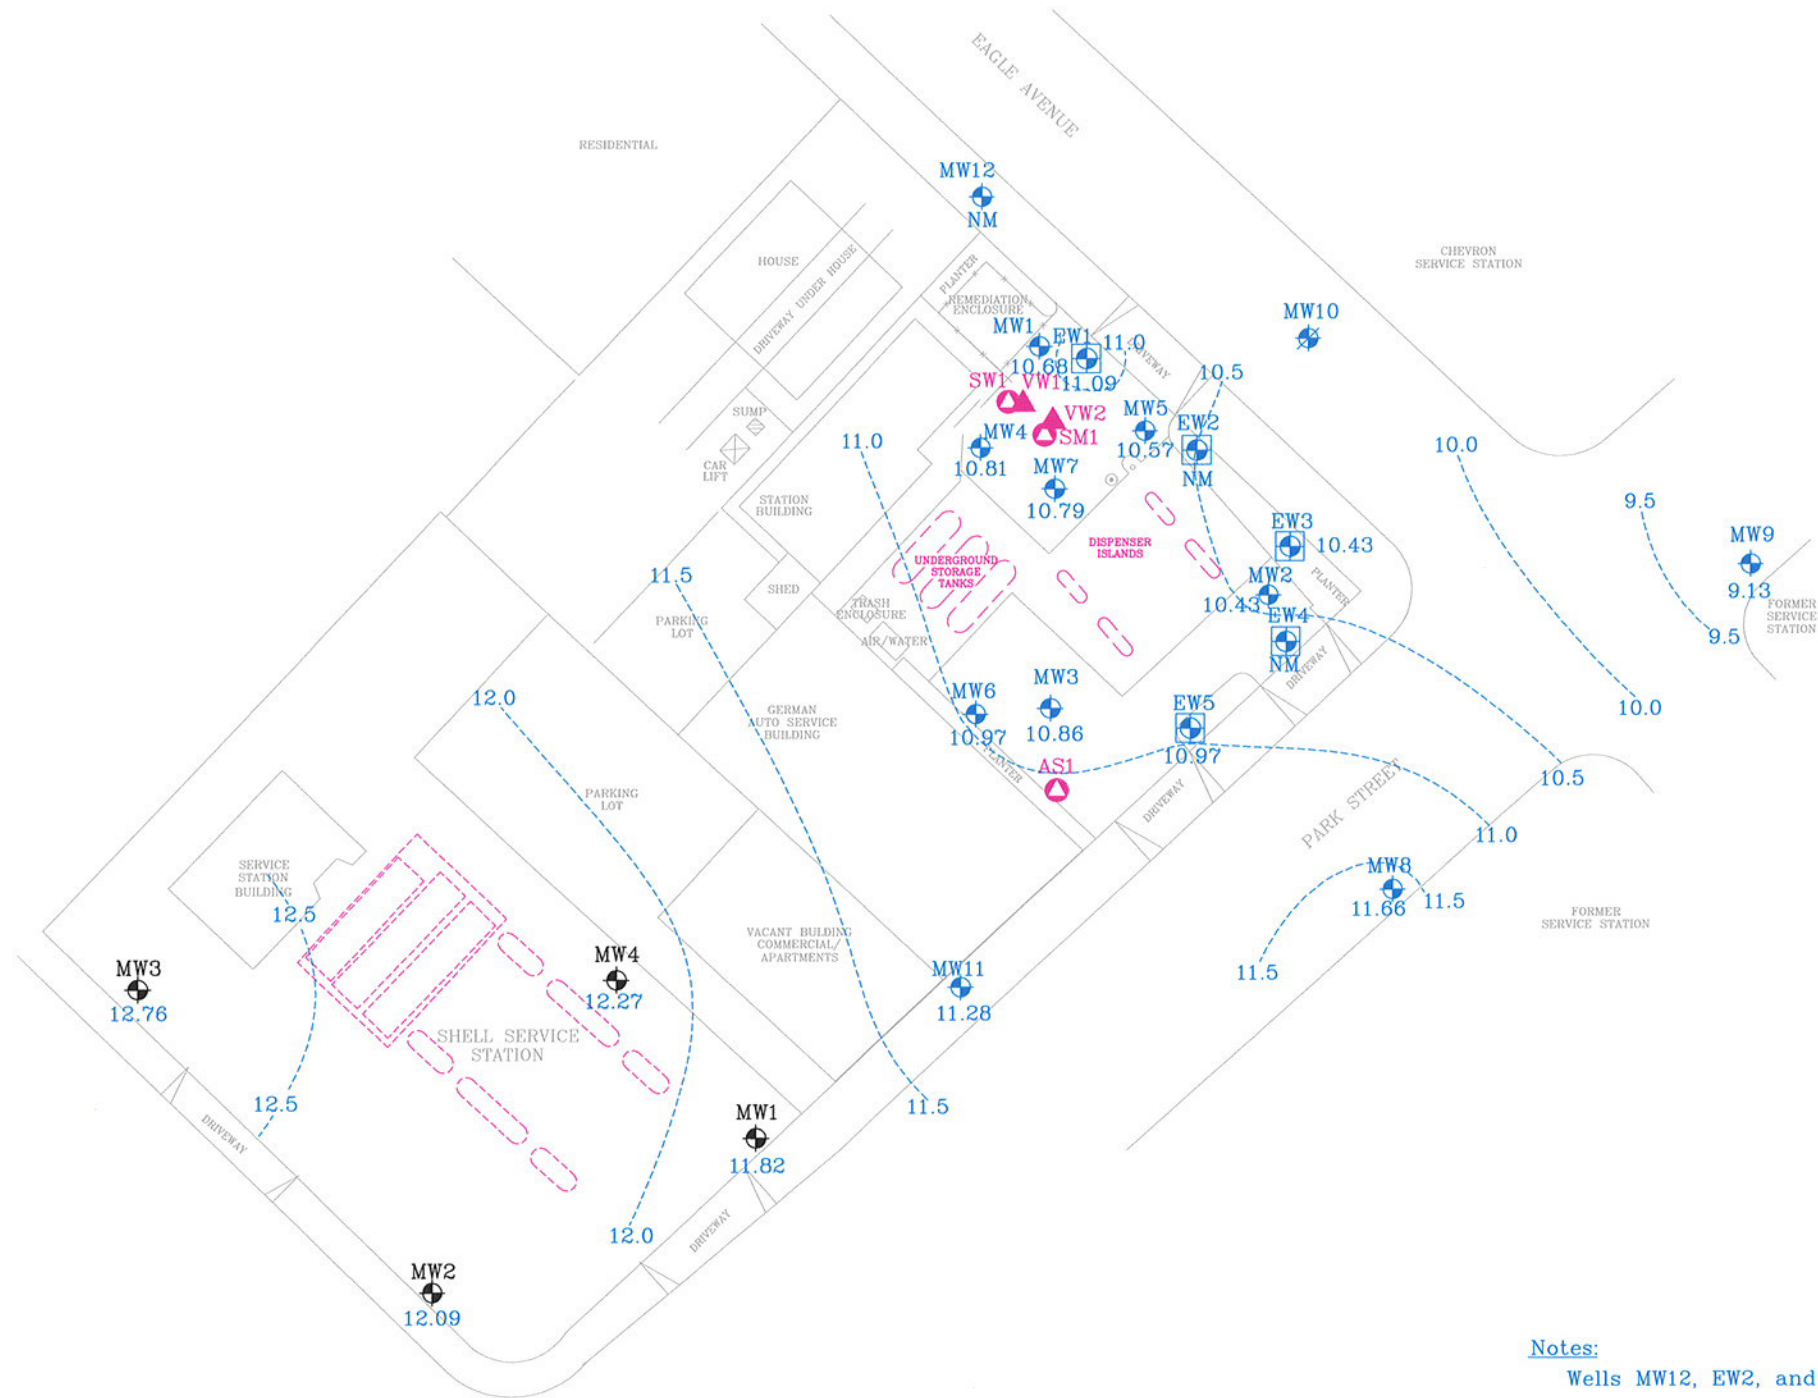 EAGLE AVENUE
RESIDENTIAL
MW12
NM
CHEVRON
SERVICE STATION
HOUSE
DRIVEWAY UNDER HOUSE
PLANTER
REMEDIATION
ENCLOSURE
MW10
MW1
10.68
EW1
11.09
11.0
DRIVEWAY
10.5
SW1
VW1
VW2
SM1
MW5
10.57
EW2
NM
SUMP
CAR
LIFT
11.0
MW4
10.81
MW7
10.79
10.0
9.5
STATION
BUILDING
DISPENSER
ISLANDS
EW3
10.43
MW9
9.13
UNDERGROUND
STORAGE
TANKS
11.5
SHED
TRASH
ENCLOSURE
AIR/WATER
MW2
10.43
PLANTER
EW4
NM
DRIVEWAY
FORMER
SERVICE
STATION
9.5
PARKING
LOT
12.0
MW6
10.97
MW3
10.86
EW5
10.97
10.0
GERMAN
AUTO SERVICE
BUILDING
PLANTER
AS1
DRIVEWAY
10.5
PARK STREET
PARKING
LOT
11.0
SERVICE
STATION
BUILDING
12.5
MW8
11.66
11.5
FORMER
SERVICE STATION
VACANT BUILDING
COMMERCIAL/
APARTMENTS
11.5
MW3
12.76
MW4
12.27
MW11
11.28
SHELL SERVICE
STATION
12.5
DRIVEWAY
MW1
11.82
11.5
12.0
DRIVEWAY
MW2
12.09
Notes:
Wells MW12, EW2, and